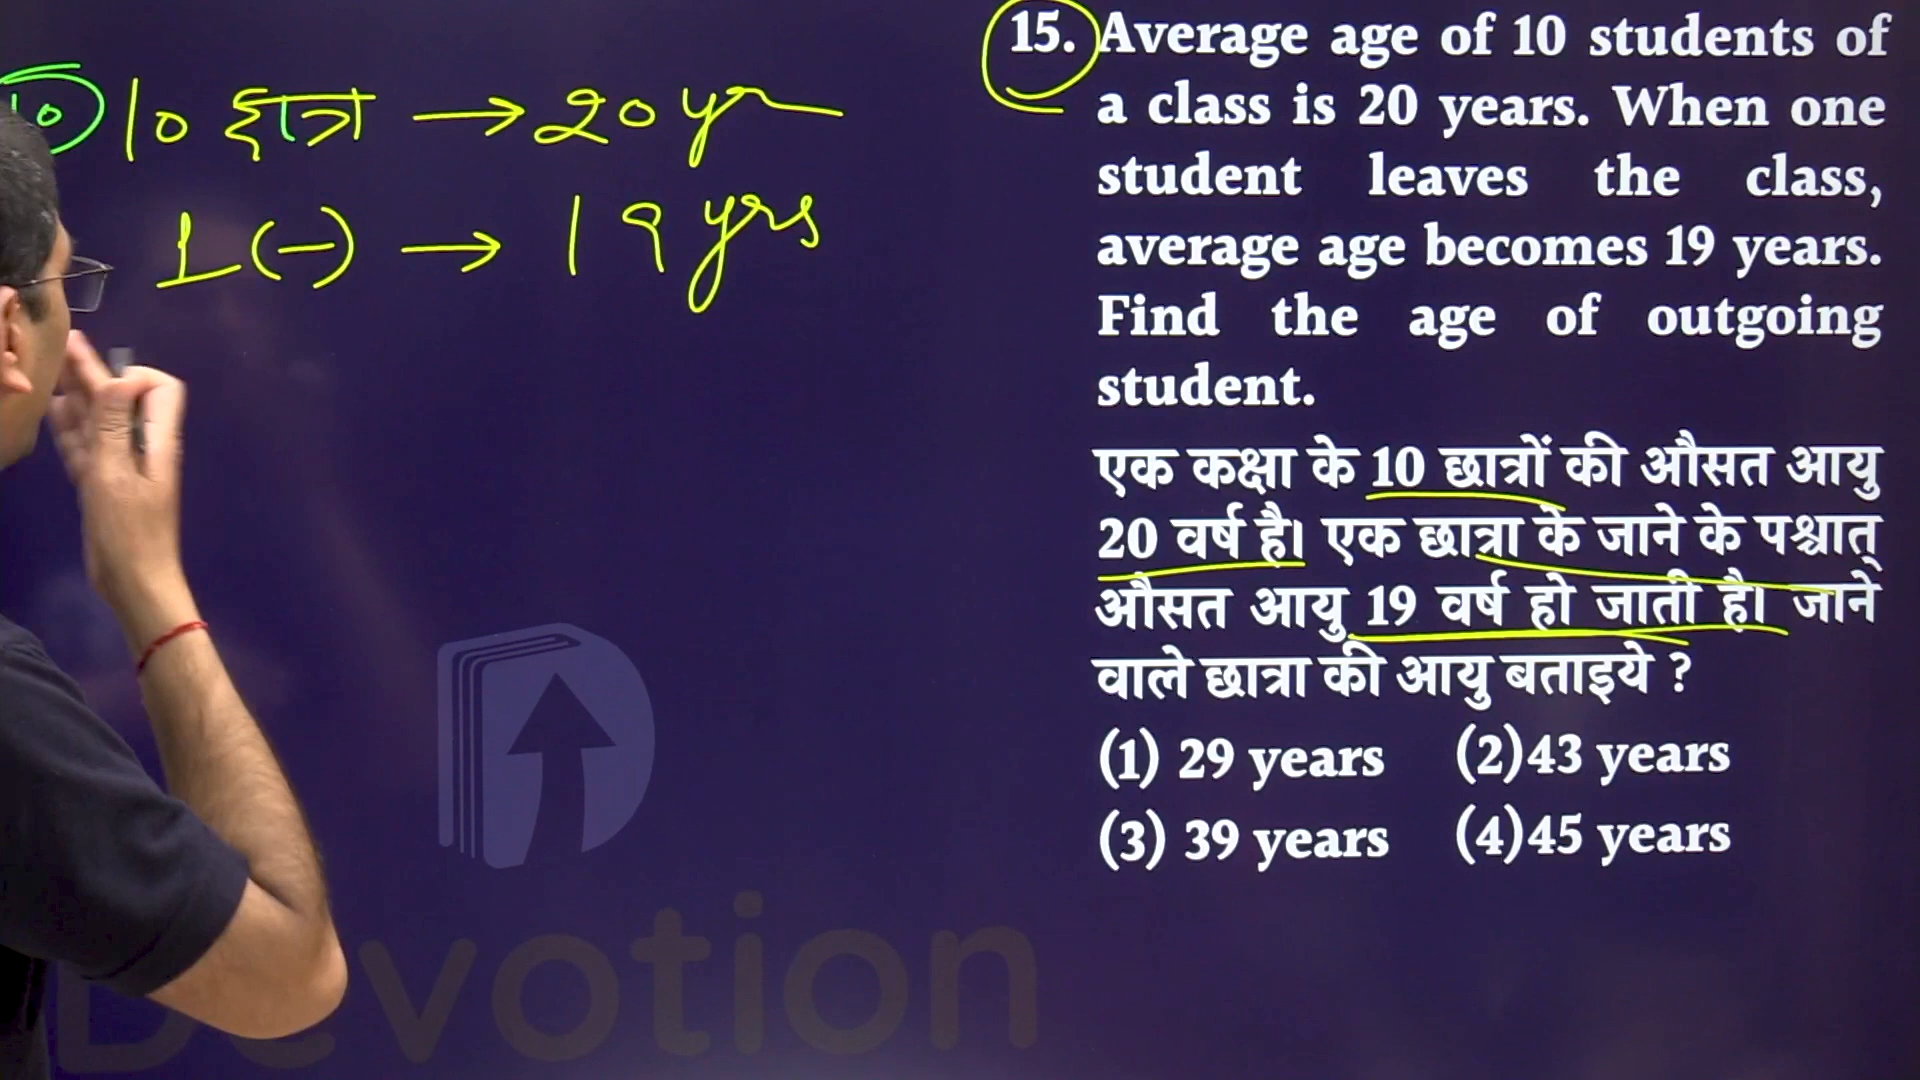 10 10 छात्र → 20 yr
1 (-) → 19 yrs
15. Average age of 10 students of
a class is 20 years. When one
student leaves the class,
average age becomes 19 years.
Find the age of outgoing
student.
एक कक्षा के 10 छात्रों की औसत आयु
20 वर्ष है। एक छात्रा के जाने के पश्चात्
औसत आयु 19 वर्ष हो जाती है। जाने
वाले छात्रा की आयु बताइये ?
(1) 29 years (2)43 years
(3) 39 years (4)45 years
Devotion